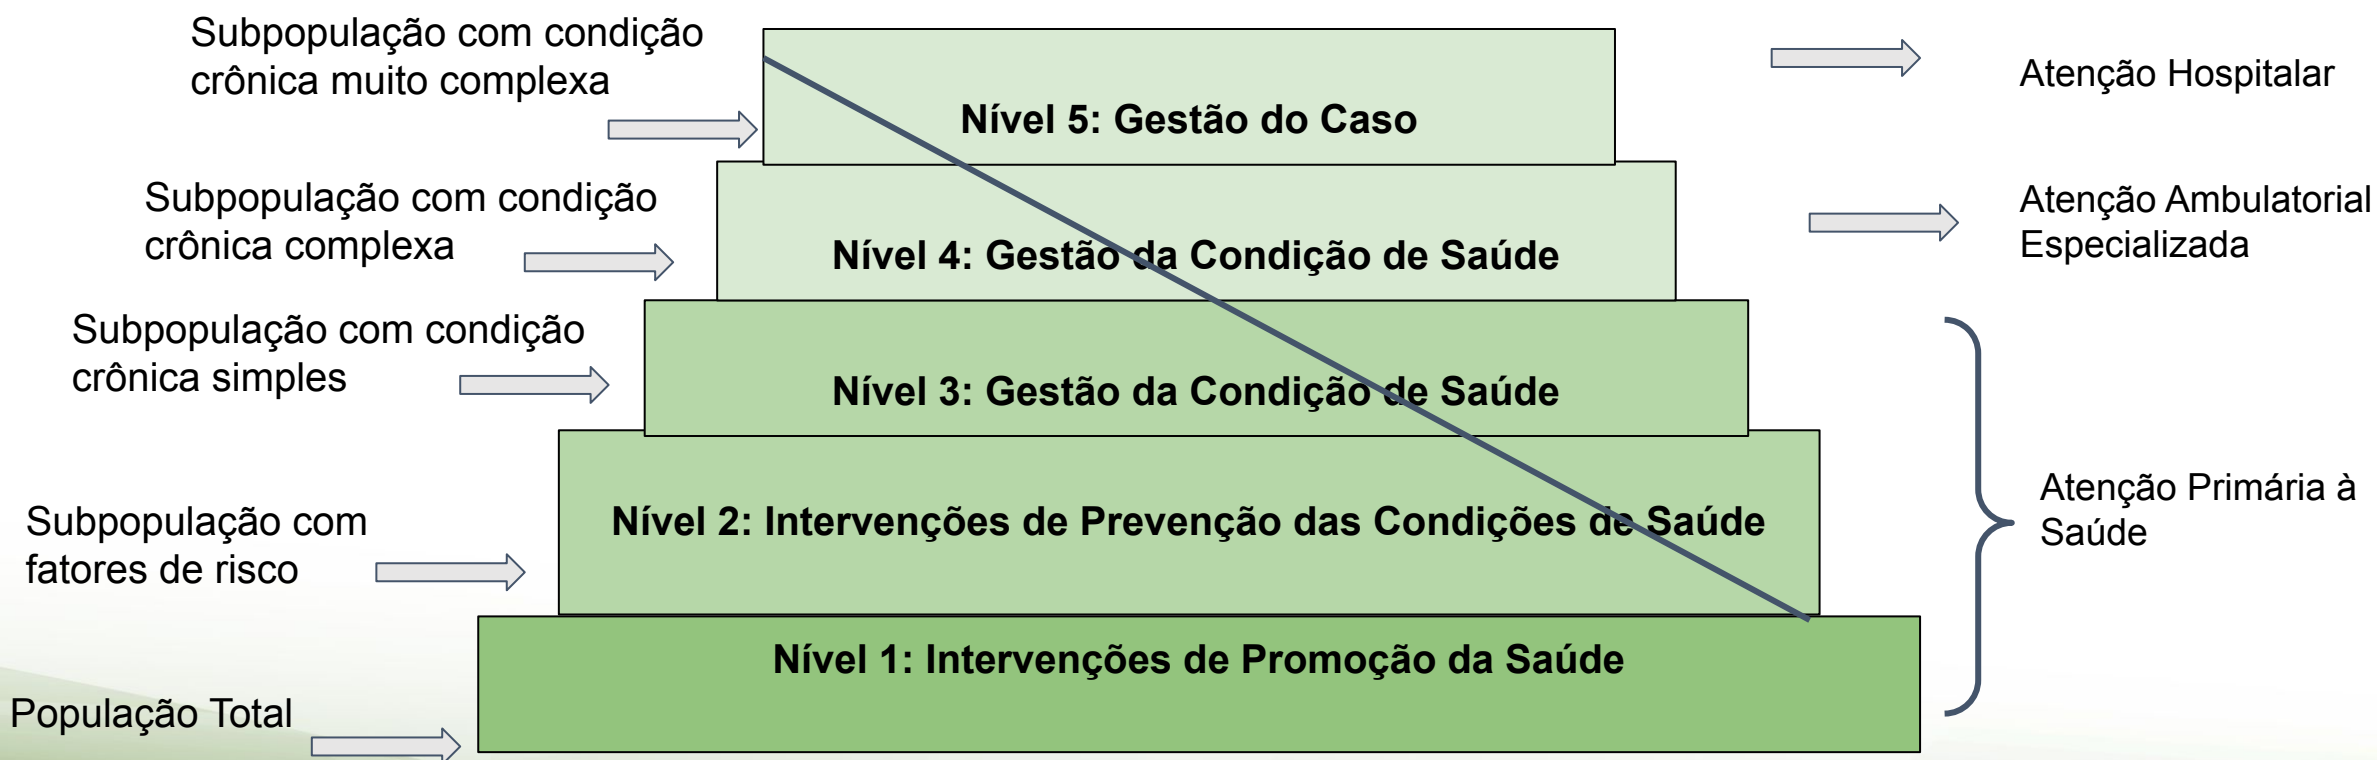 Subpopulação com condição
crônica muito complexa
Nível 5: Gestão do Caso
Atenção Hospitalar
Subpopulação com condição
crônica complexa
Nível 4: Gestão da Condição de Saúde
Atenção Ambulatorial
Especializada
Subpopulação com condição
crônica simples
Nível 3: Gestão da Condição de Saúde
Subpopulação com
fatores de risco
Nível 2: Intervenções de Prevenção das Condições de Saúde
Atenção Primária à
Saúde
Nível 1: Intervenções de Promoção da Saúde
População Total